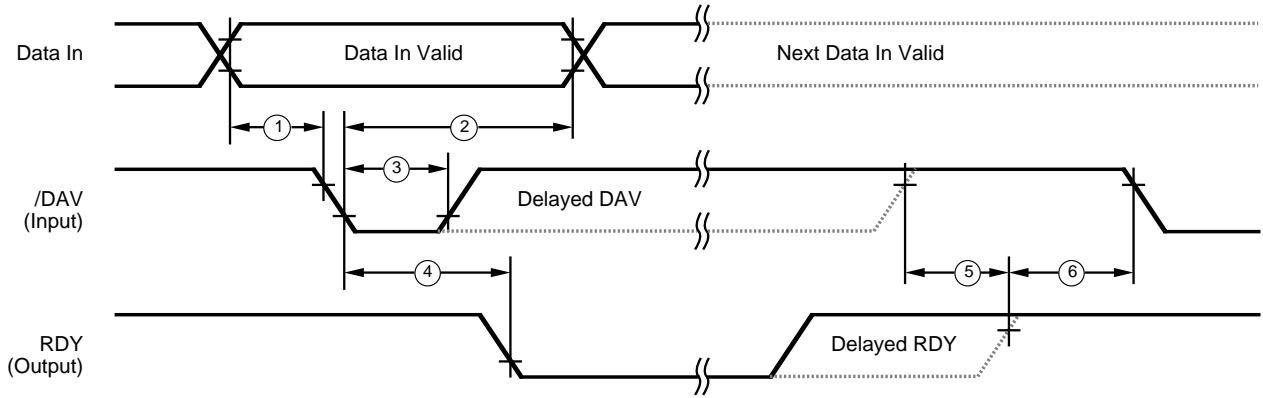 Data In
Data In Valid
Next Data In Valid
1
2
3
/DAV
(Input)
Delayed DAV
4
5
6
RDY
(Output)
Delayed RDY